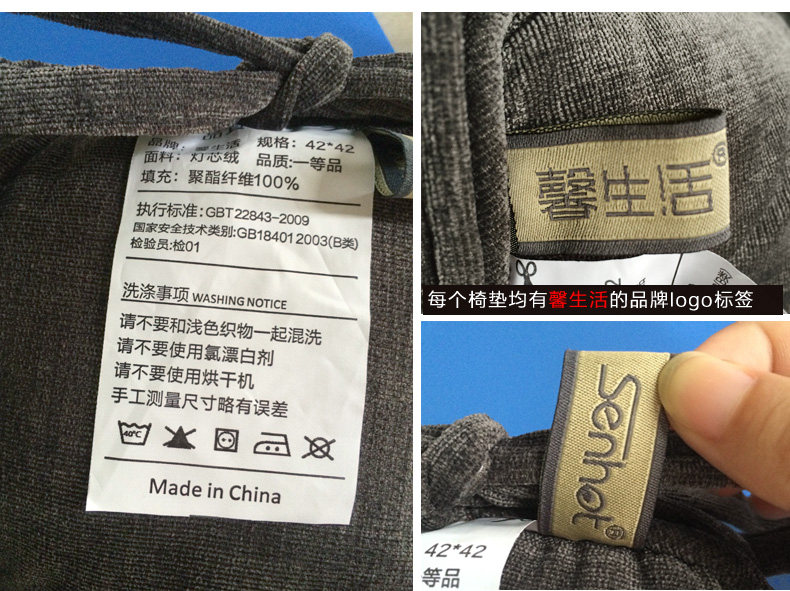 品牌：馨生活 规格：42*42
面料：灯芯绒 品质:一等品
填充：聚酯纤维100%
执行标准:GBT22843-2009
国家安全技术类别:GB184012003(B类)
检验员:检01
洗涤事项 WASHING NOTICE
请不要和浅色织物一起混洗
请不要使用氯漂白剂
请不要使用烘干机
手工测量尺寸略有误差
40℃
Made in China
馨生活®
每个椅垫均有馨生活的品牌logo标签
Senhot®
42*42
等品